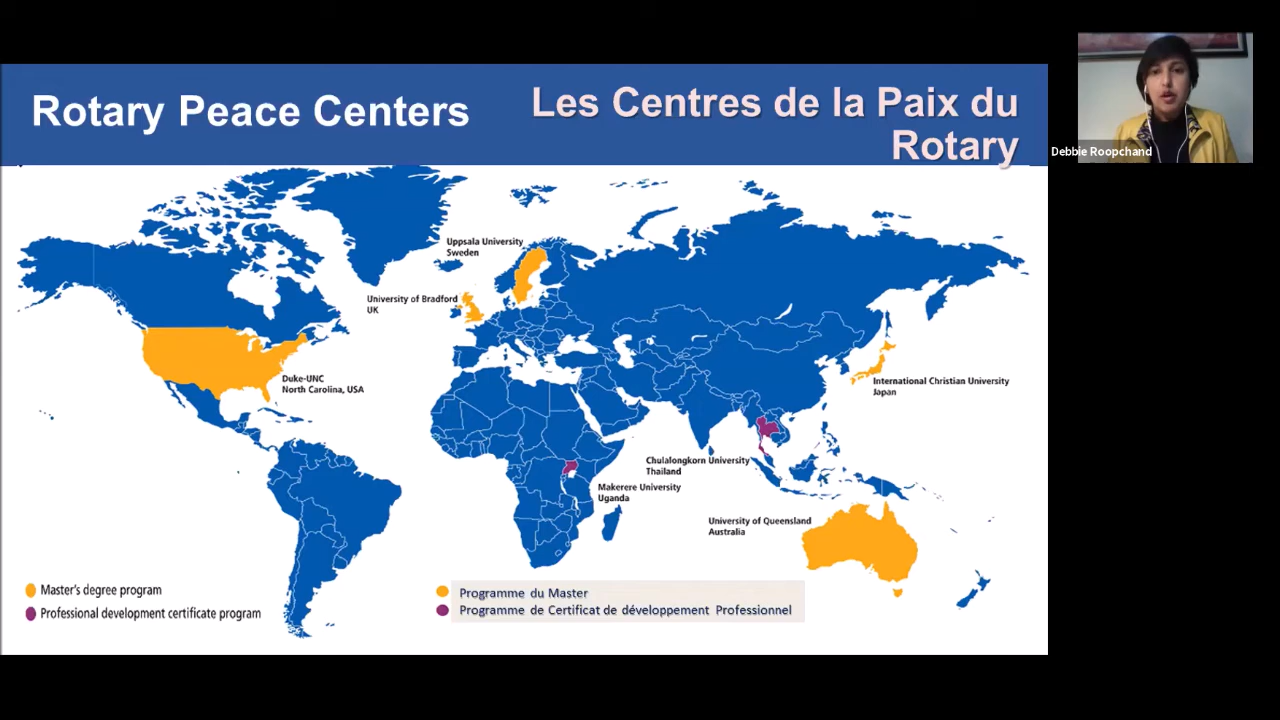 Rotary Peace Centers
Les Centres de la Paix du
Rotary
Debbie Roopchand
Uppsala University
Sweden
University of Bradford
UK
Duke-UNC
North Carolina, USA
International Christian University
Japan
Chulalongkorn University
Thailand
Makerere University
Uganda
University of Queensland
Australia
Master's degree program
Professional development certificate program
Programme du Master
Programme de Certificat de développement Professionnel